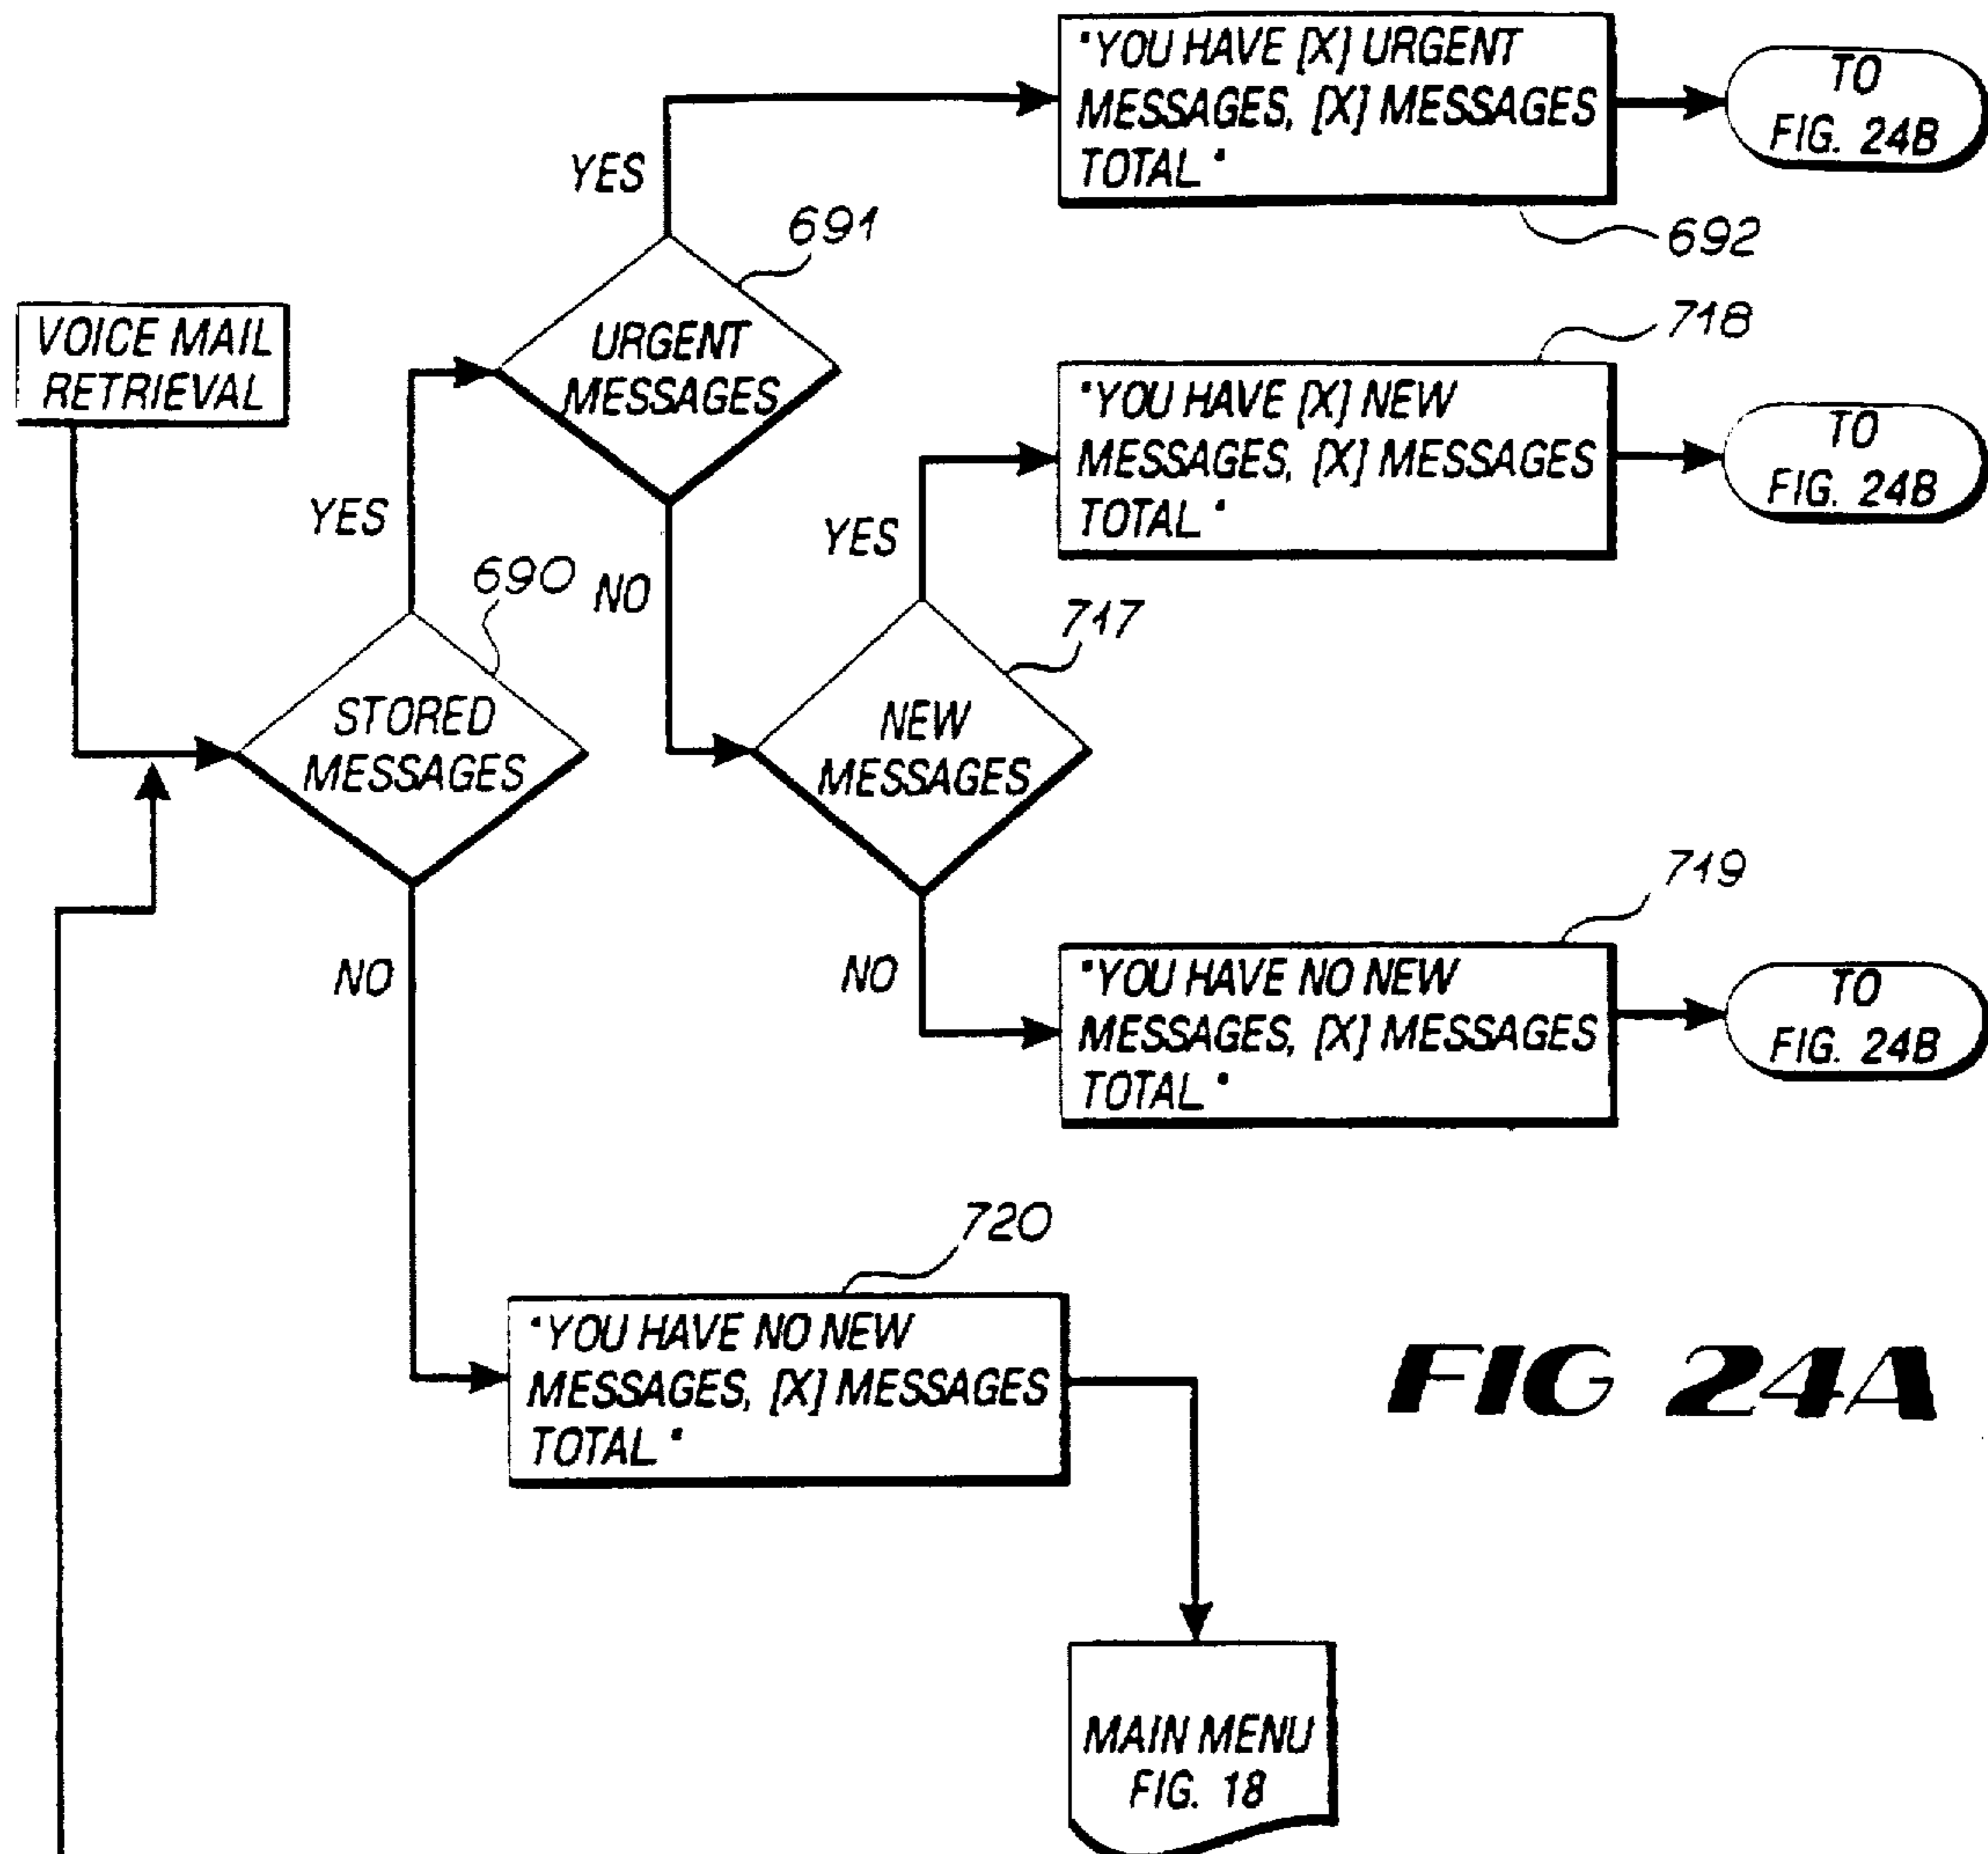 "YOU HAVE [X] URGENT
MESSAGES, [X] MESSAGES
TOTAL"
TO
FIG. 24B
YES
691
692
VOICE MAIL
RETRIEVAL
URGENT
MESSAGES
718
"YOU HAVE [X] NEW
MESSAGES, [X] MESSAGES
TOTAL"
TO
FIG. 24B
YES
YES
690
NO
717
STORED
MESSAGES
NEW
MESSAGES
719
NO
NO
"YOU HAVE NO NEW
MESSAGES, [X] MESSAGES
TOTAL"
TO
FIG. 24B
720
"YOU HAVE NO NEW
MESSAGES, [X] MESSAGES
TOTAL"
FIG 24A
MAIN MENU
FIG. 18